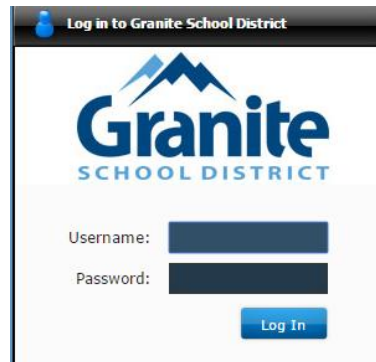 Log in to Granite School District
Granite
SCHOOL DISTRICT
Username:
Password:
Log In